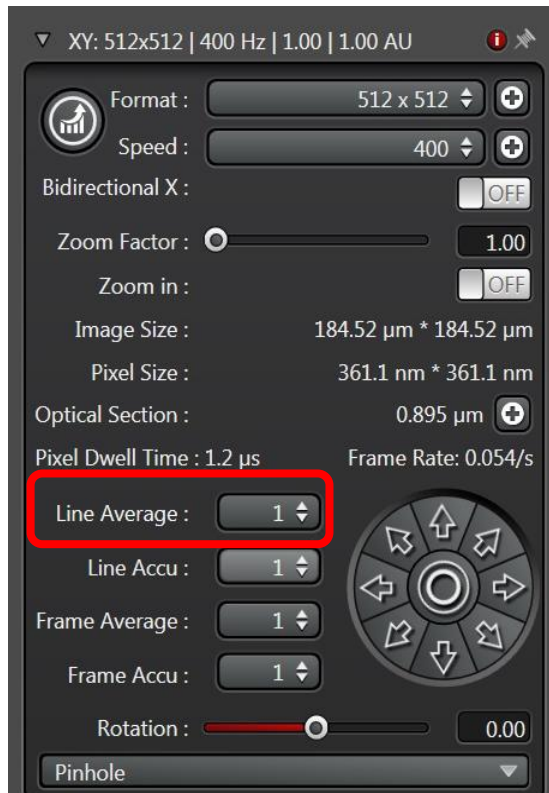 XY: 512x512 | 400 Hz | 1.00 | 1.00 AU
Format : 512 x 512
Speed : 400
Bidirectional X : OFF
Zoom Factor : 1.00
Zoom in : OFF
Image Size : 184.52 µm * 184.52 µm
Pixel Size : 361.1 nm * 361.1 nm
Optical Section : 0.895 µm
Pixel Dwell Time : 1.2 µs Frame Rate: 0.054/s
Line Average : 1
Line Accu : 1
Frame Average : 1
Frame Accu : 1
Rotation : 0.00
Pinhole